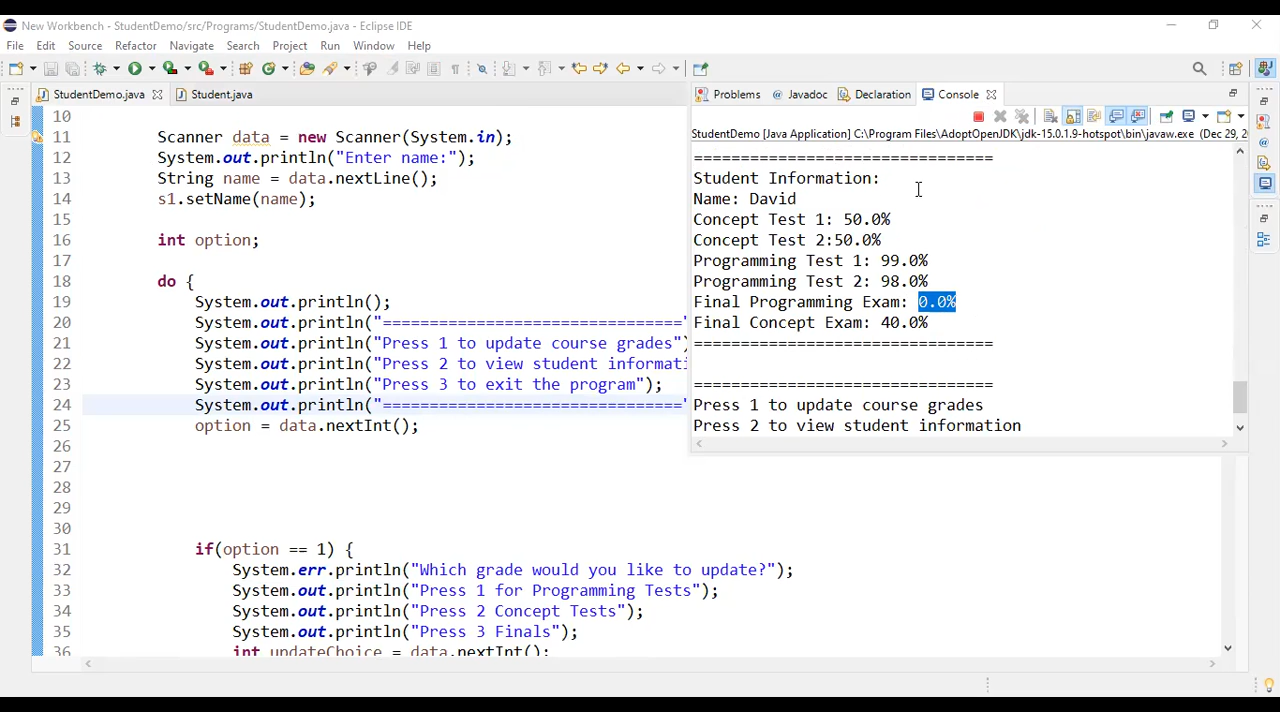 New Workbench - StudentDemo/src/Programs/StudentDemo.java - Eclipse IDE
File Edit Source Refactor Navigate Search Project Run Window Help
StudentDemo.java Student.java
10
11 Scanner data = new Scanner(System.in);
12 System.out.println("Enter name:");
13 String name = data.nextLine();
14 s1.setName(name);
15
16 int option;
17
18 do {
19 System.out.println();
20 System.out.println("================================"
21 System.out.println("Press 1 to update course grades")
22 System.out.println("Press 2 to view student informati
23 System.out.println("Press 3 to exit the program");
24 System.out.println("================================"
25 option = data.nextInt();
26
27
28
29
30
31 if(option == 1) {
32 System.err.println("Which grade would you like to update?");
33 System.out.println("Press 1 for Programming Tests");
34 System.out.println("Press 2 Concept Tests");
35 System.out.println("Press 3 Finals");
36 int updateChoice = data.nextInt();
Problems Javadoc Declaration Console
StudentDemo [Java Application] C:\Program Files\AdoptOpenJDK\jdk-15.0.1.9-hotspot\bin\javaw.exe (Dec 29, 2
================================
Student Information:
Name: David
Concept Test 1: 50.0%
Concept Test 2:50.0%
Programming Test 1: 99.0%
Programming Test 2: 98.0%
Final Programming Exam: 0.0%
Final Concept Exam: 40.0%
================================
================================
Press 1 to update course grades
Press 2 to view student information